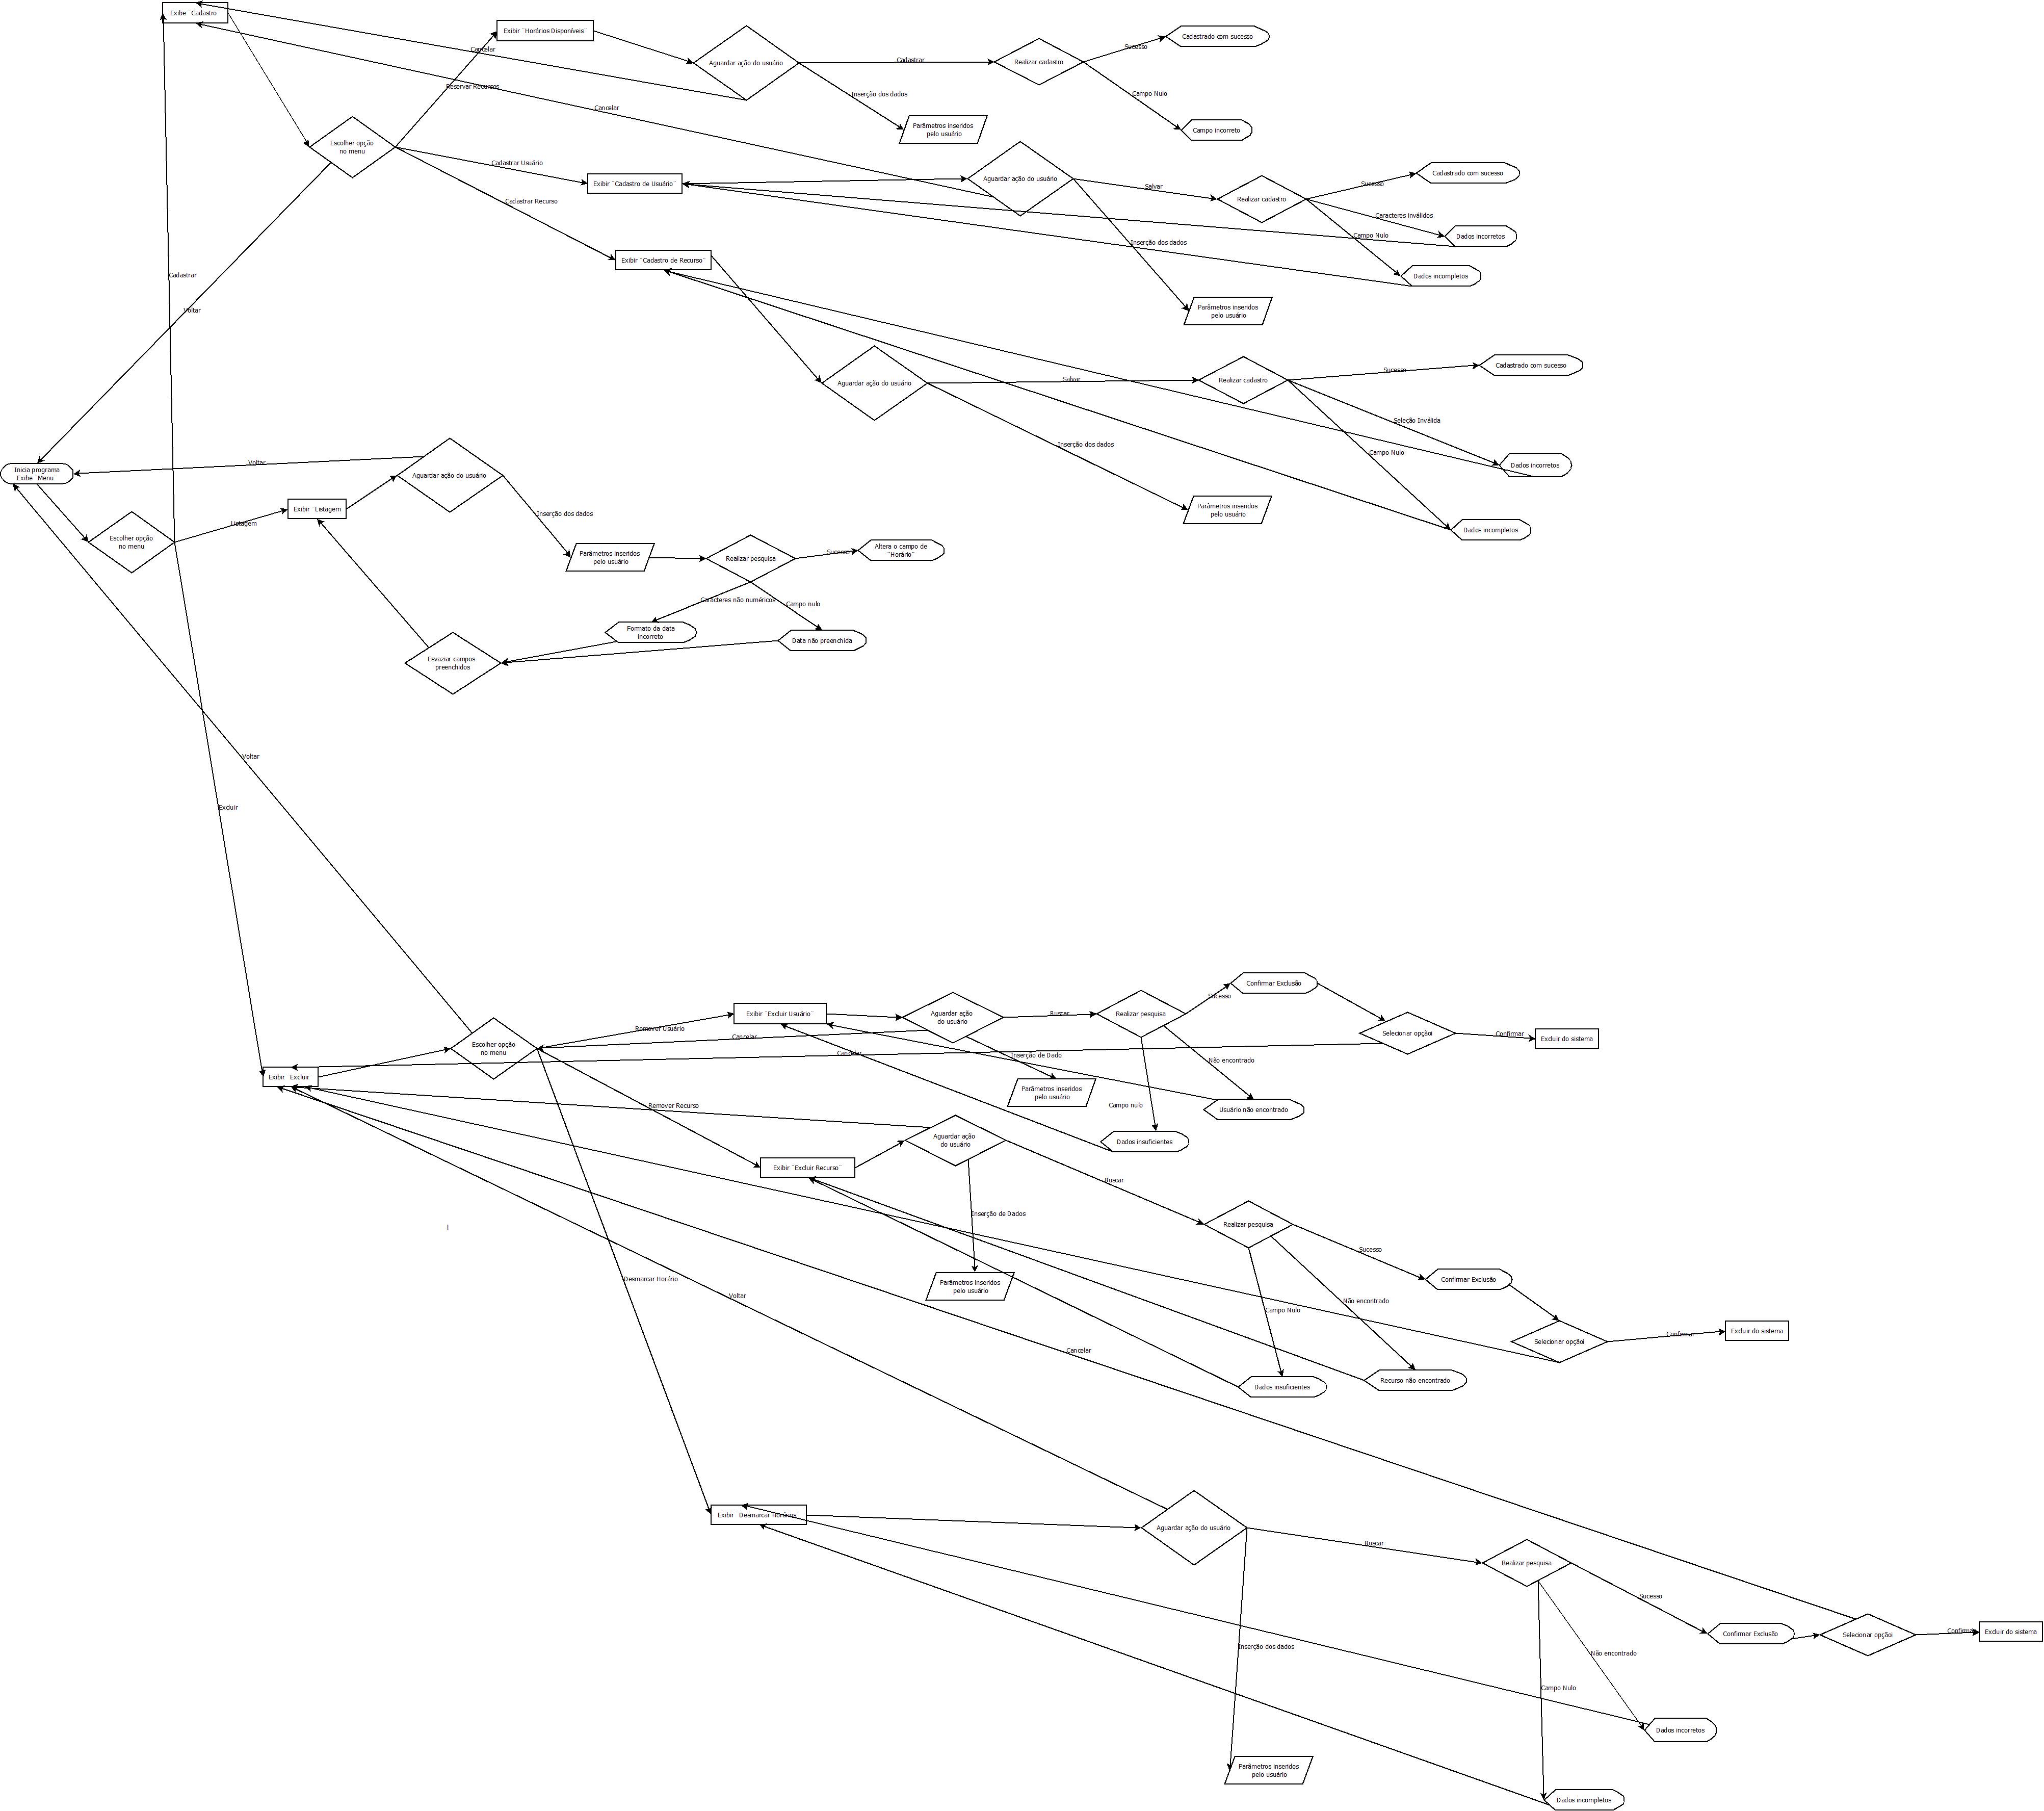 Exibe ¨Cadastro¨
Exibir ¨Horários Disponíveis¨
Cadastrado com sucesso
Sucesso
Cancelar
Aguardar ação do usuário
Cadastrar
Realizar cadastro
Reservar Recursos
Inserção dos dados
Campo Nulo
Cancelar
Parâmetros inseridos
pelo usuário
Campo incorreto
Escolher opção
no menu
Cadastrar Usuário
Exibir ¨Cadastro de Usuário¨
Aguardar ação do usuário
Salvar
Realizar cadastro
Sucesso
Cadastrado com sucesso
Cadastrar Recurso
Caracteres inválidos
Campo Nulo
Dados incorretos
Inserção dos dados
Exibir ¨Cadastro de Recurso¨
Dados incompletos
Cadastrar
Voltar
Parâmetros inseridos
pelo usuário
Aguardar ação do usuário
Salvar
Realizar cadastro
Sucesso
Cadastrado com sucesso
Seleção Inválida
Inserção dos dados
Campo Nulo
Dados incorretos
Inicia programa
Exibe ¨Menu¨
Voltar
Aguardar ação do usuário
Exibir ¨Listagem
Inserção dos dados
Parâmetros inseridos
pelo usuário
Dados incompletos
Listagem
Escolher opção
no menu
Parâmetros inseridos
pelo usuário
Realizar pesquisa
Sucesso
Altera o campo de
¨Horário¨
Caracteres não numéricos
Campo nulo
Formato da data
incorreto
Data não preenchida
Esvaziar campos
preenchidos
Voltar
Excluir
Confirmar Exclusão
Sucesso
Exibir ¨Excluir Usuário¨
Aguardar ação
do usuário
Buscar
Realizar pesquisa
Remover Usuário
Cancelar
Selecionar opçãoi
Confirmar
Excluir do sistema
Escolher opção
no menu
Cancelar
Inserção de Dado
Não encontrado
Exibir ¨Excluir¨
Parâmetros inseridos
pelo usuário
Remover Recurso
Campo nulo
Usuário não encontrado
Aguardar ação
do usuário
Dados insuficientes
Exibir ¨Excluir Recurso¨
Buscar
Inserção de Dados
Realizar pesquisa
Sucesso
Desmarcar Horário
Parâmetros inseridos
pelo usuário
Confirmar Exclusão
Voltar
Não encontrado
Campo Nulo
Selecionar opçãoi
Confirmar
Excluir do sistema
Cancelar
Dados insuficientes
Recurso não encontrado
Exibir ¨Desmarcar Horários¨
Aguardar ação do usuário
Buscar
Realizar pesquisa
Sucesso
Confirmar Exclusão
Selecionar opçãoi
Confirmar
Excluir do sistema
Inserção dos dados
Não encontrado
Campo Nulo
Dados incorretos
Parâmetros inseridos
pelo usuário
Dados incompletos